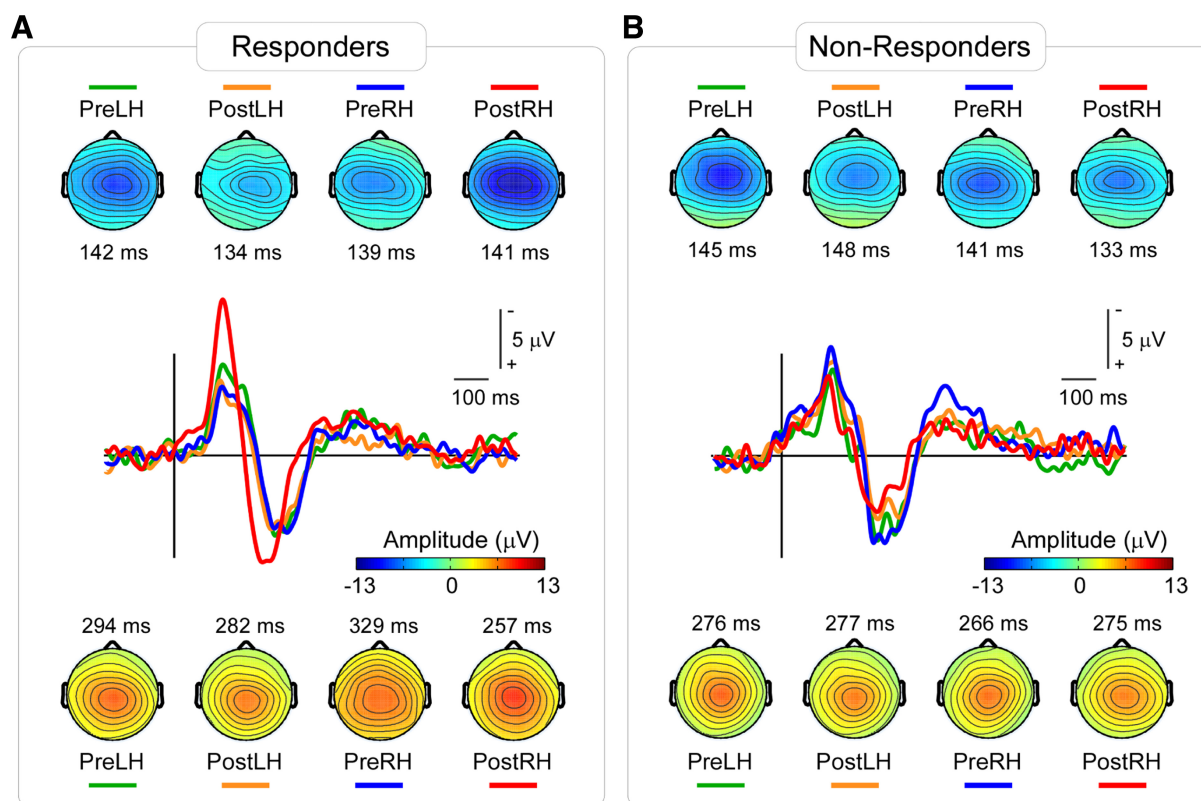 A
Responders
PreLH PostLH PreRH PostRH
142 ms 134 ms 139 ms 141 ms
-
5 μV
+
100 ms
Amplitude (μV)
-13 0 13
294 ms 282 ms 329 ms 257 ms
PreLH PostLH PreRH PostRH
B
Non-Responders
PreLH PostLH PreRH PostRH
145 ms 148 ms 141 ms 133 ms
-
5 μV
+
100 ms
Amplitude (μV)
-13 0 13
276 ms 277 ms 266 ms 275 ms
PreLH PostLH PreRH PostRH